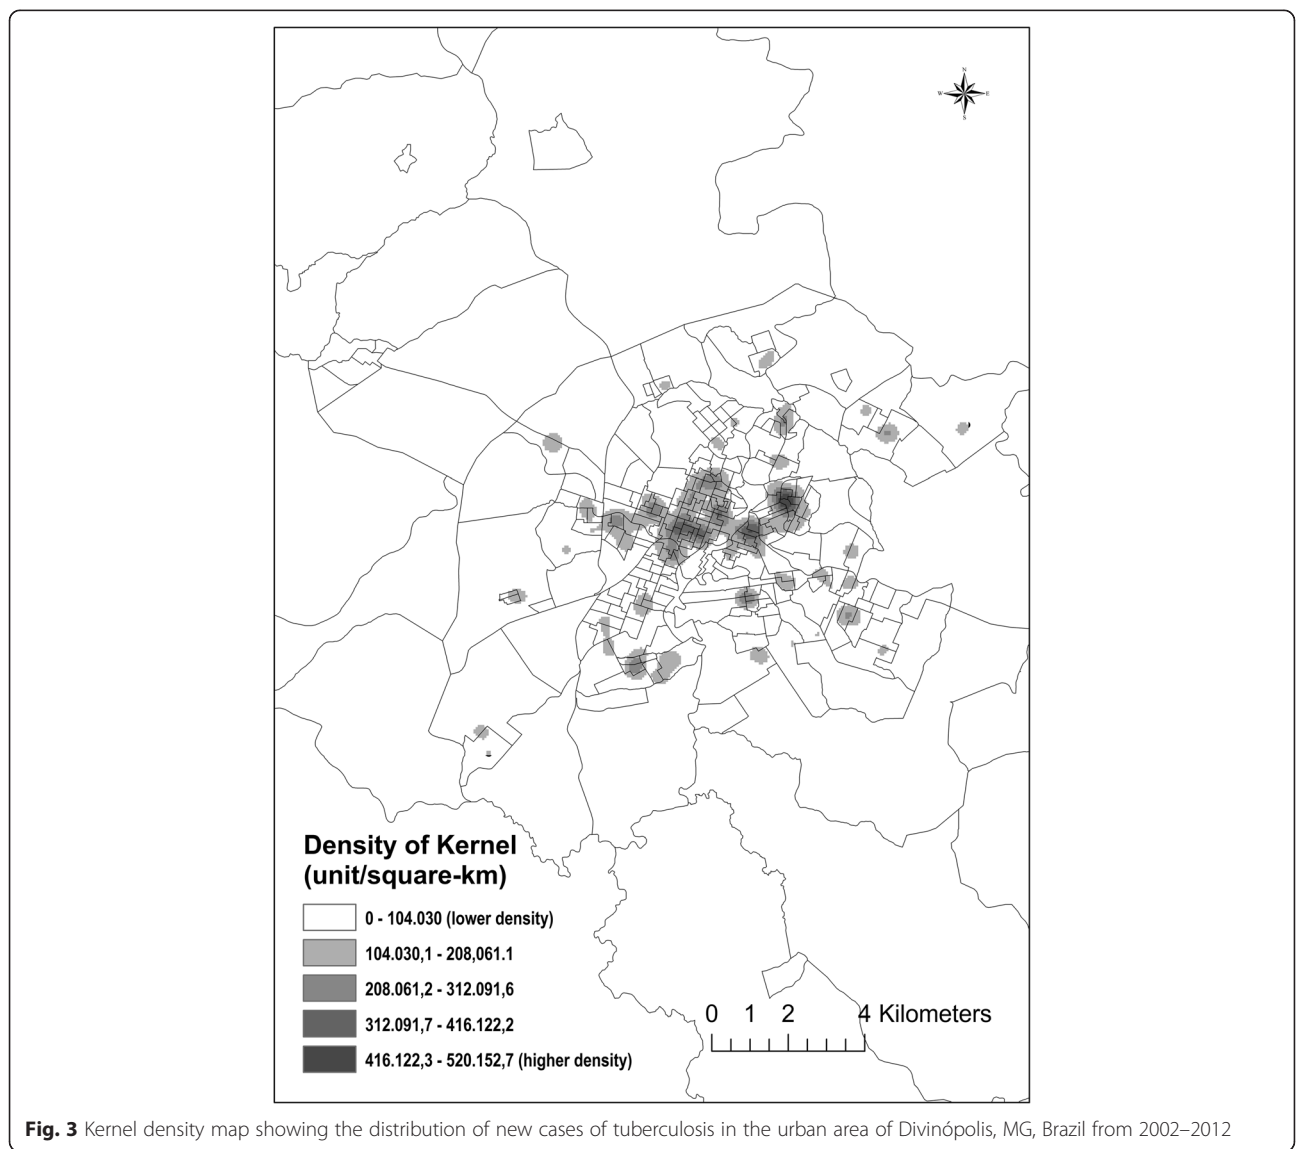 N
W E
S
Density of Kernel
(unit/square-km)
0 - 104.030 (lower density)
104.030,1 - 208,061.1
208.061,2 - 312.091,6
312.091,7 - 416.122,2
416.122,3 - 520.152,7 (higher density)
0 1 2 4 Kilometers
Fig. 3 Kernel density map showing the distribution of new cases of tuberculosis in the urban area of Divinópolis, MG, Brazil from 2002–2012